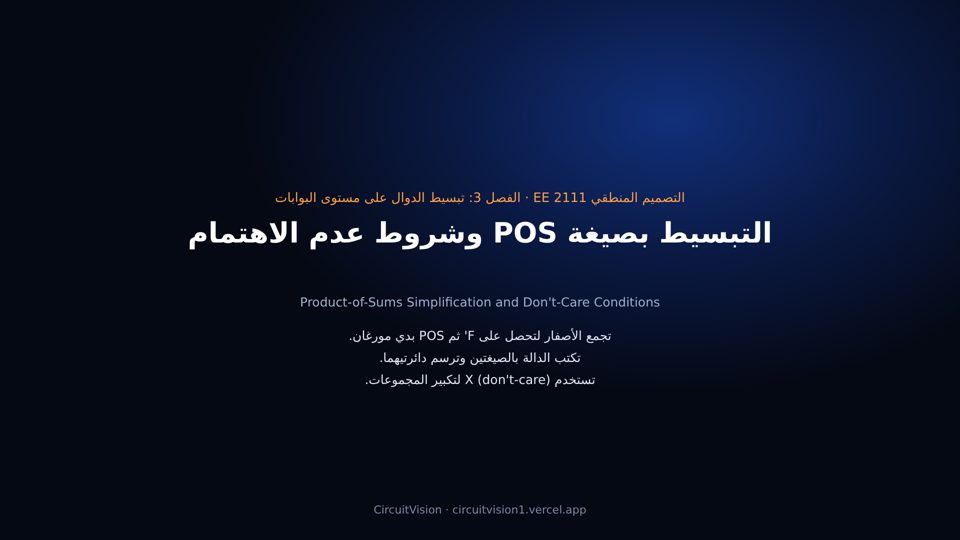 التصميم المنطقي EE 2111 · الفصل 3: تبسيط الدوال على مستوى البوابات
التبسيط بصيغة POS وشروط عدم الاهتمام
Product-of-Sums Simplification and Don't-Care Conditions
تجمع الأصفار لتحصل على F' ثم POS بدي مورغان.
تكتب الدالة بالصيغتين وترسم دائرتيهما.
تستخدم X (don't-care) لتكبير المجموعات.
CircuitVision · circuitvision1.vercel.app